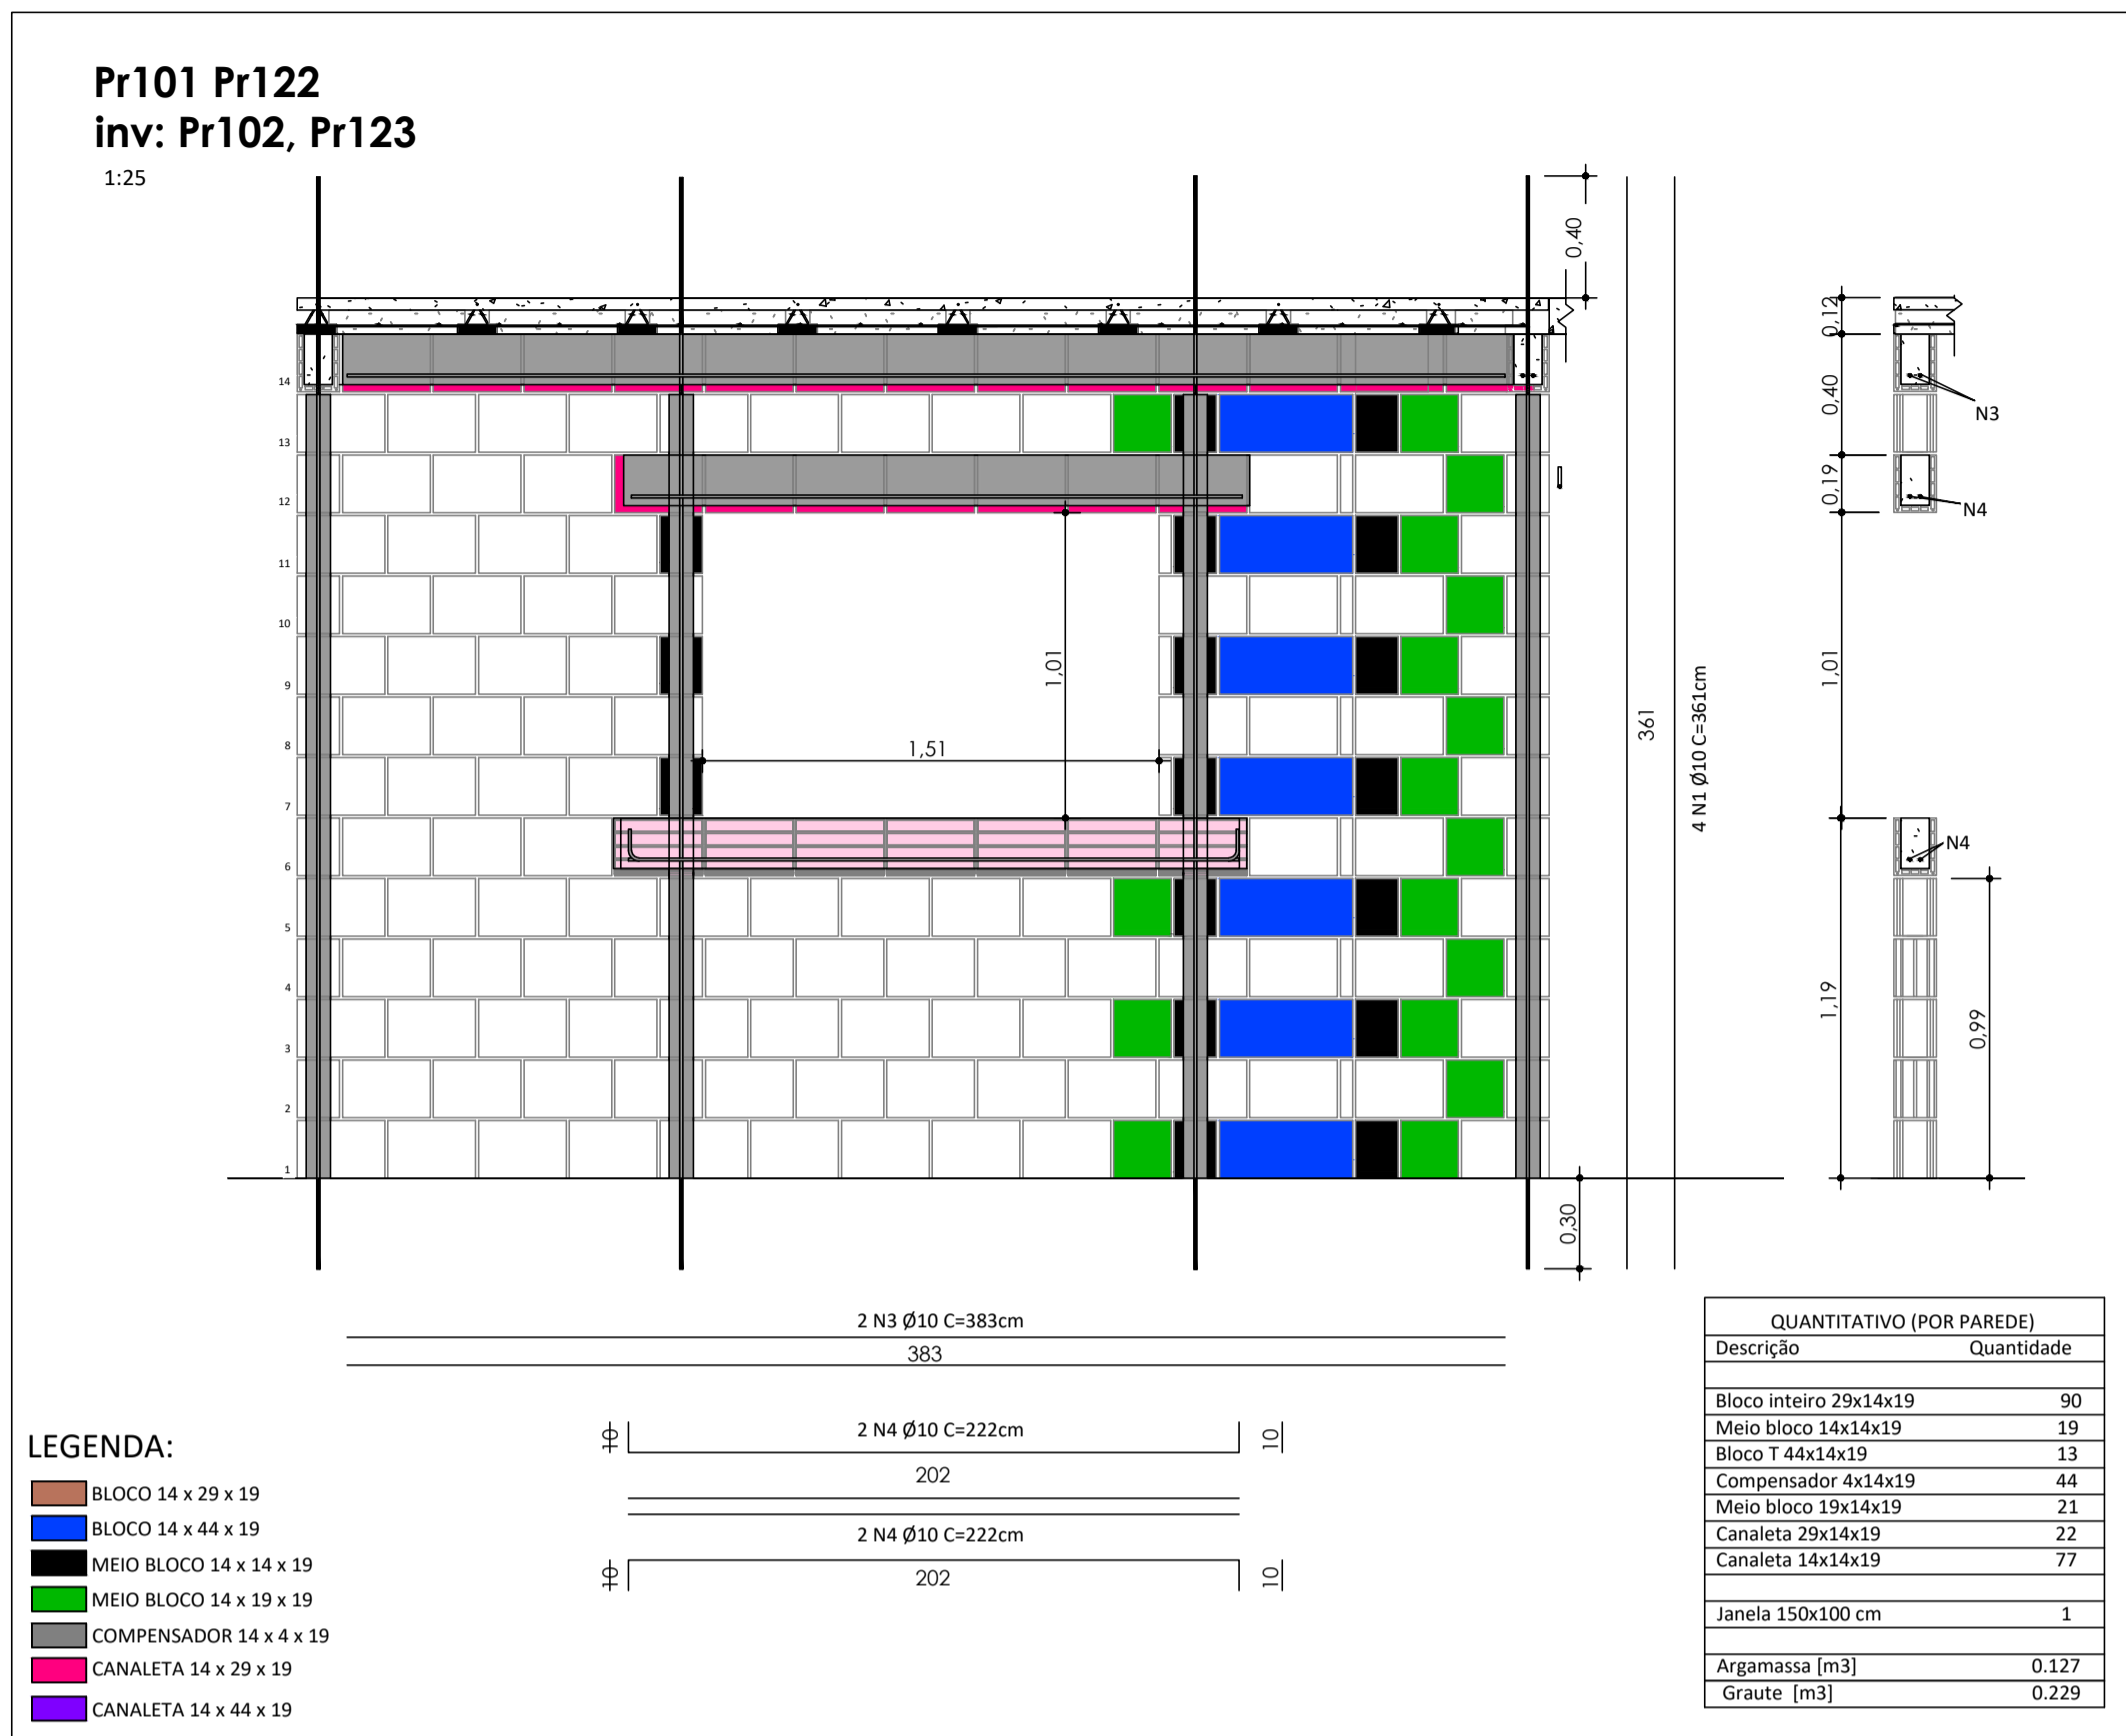 Pr101 Pr122
inv: Pr102, Pr123
1:25
0,40
14
13
12
11
10
9
8
7
6
5
4
3
2
1
1,01
1,51
0,30
361
4 N1 Ø10 C=361cm
0,12
0,40
0,19
1,01
1,19
0,99
N3
N4
N4
2 N3 Ø10 C=383cm
383
10
2 N4 Ø10 C=222cm
10
202
2 N4 Ø10 C=222cm
10
202
10
LEGENDA:
BLOCO 14 x 29 x 19
BLOCO 14 x 44 x 19
MEIO BLOCO 14 x 14 x 19
MEIO BLOCO 14 x 19 x 19
COMPENSADOR 14 x 4 x 19
CANALETA 14 x 29 x 19
CANALETA 14 x 44 x 19
QUANTITATIVO (POR PAREDE)
Descrição Quantidade
Bloco inteiro 29x14x19 90
Meio bloco 14x14x19 19
Bloco T 44x14x19 13
Compensador 4x14x19 44
Meio bloco 19x14x19 21
Canaleta 29x14x19 22
Canaleta 14x14x19 77
Janela 150x100 cm 1
Argamassa [m3] 0.127
Graute [m3] 0.229